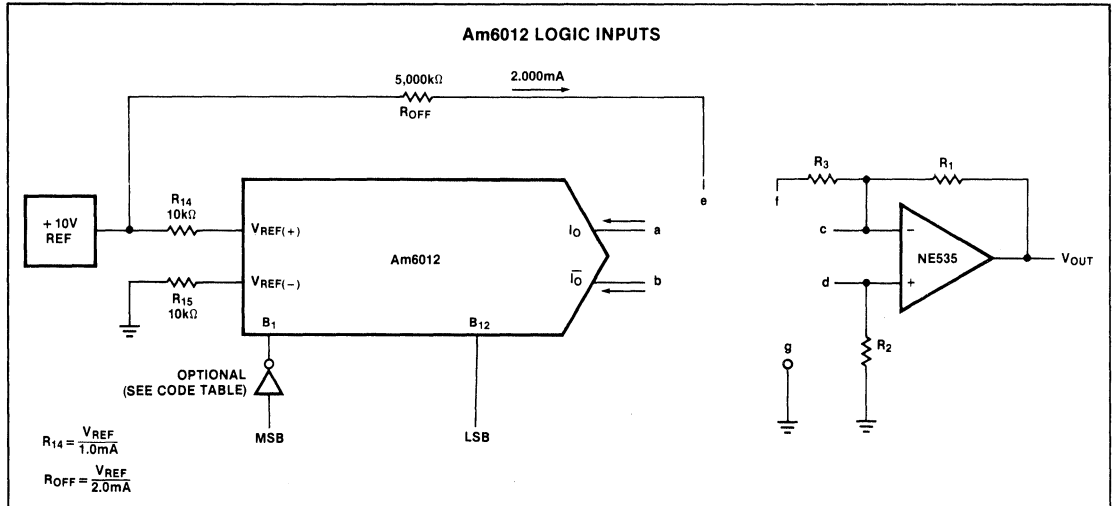 Am6012 LOGIC INPUTS
5,000kΩ
2.000mA
ROFF
R3
R1
R14
10kΩ
e
f
+10V
REF
VREF(+)
IO
a
c
−
Am6012
NE535
VOUT
VREF(−)
IO
b
d
+
R15
10kΩ
B1
B12
R2
g
OPTIONAL
(SEE CODE TABLE)
MSB
LSB
R14 = VREF
1.0mA
ROFF = VREF
2.0mA